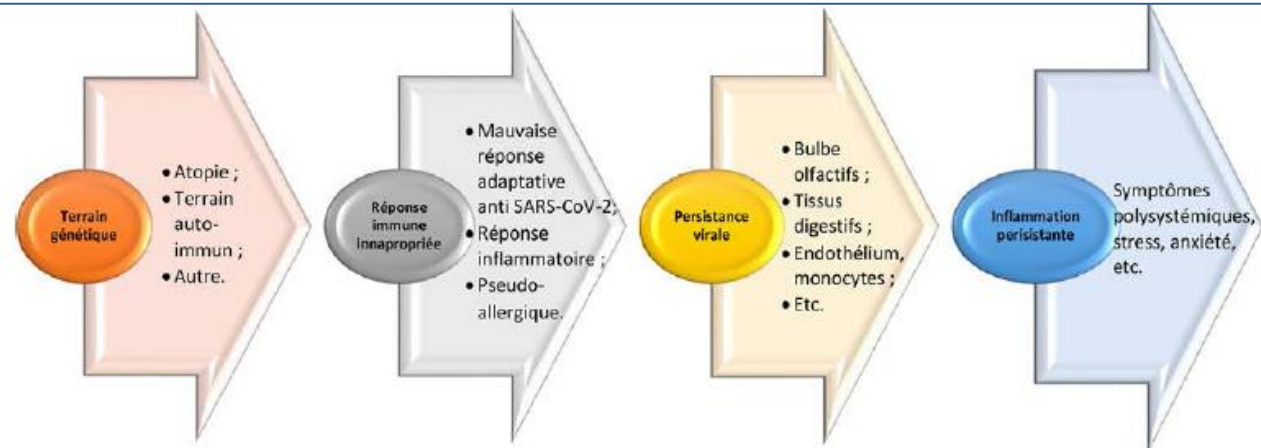 Terrain
génétique
• Atopie ;
• Terrain
auto-
immun ;
• Autre.
Réponse
immune
innapropriée
• Mauvaise
réponse
adaptative
anti SARS-CoV-2;
• Réponse
inflammatoire ;
• Pseudo-
allergique.
Persistance
virale
• Bulbe
olfactifs ;
• Tissus
digestifs ;
• Endothélium,
monocytes ;
• Etc.
Inflammation
perisistante
Symptômes
polysystémiques,
stress, anxiété,
etc.